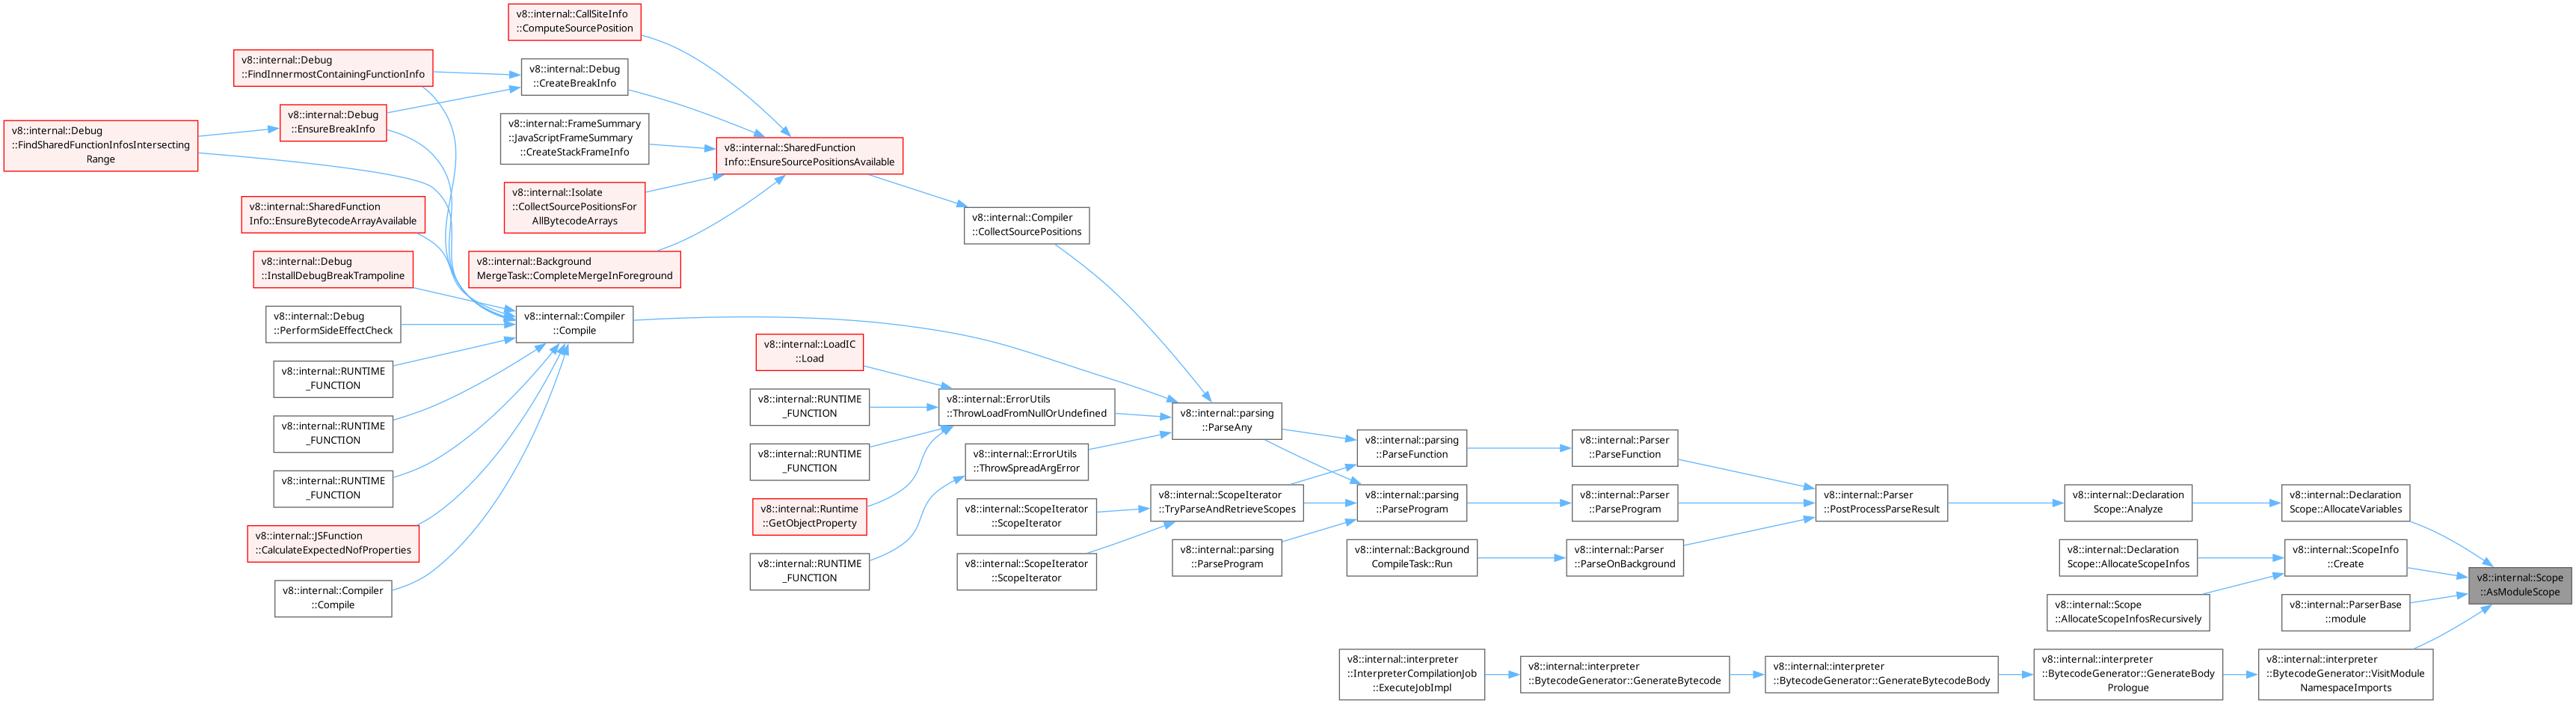 v8::internal::CallSiteInfo
::ComputeSourcePosition
v8::internal::Debug
::FindInnermostContainingFunctionInfo
v8::internal::Debug
::CreateBreakInfo
v8::internal::Debug
::EnsureBreakInfo
v8::internal::Debug
::FindSharedFunctionInfosIntersecting
Range
v8::internal::FrameSummary
::JavaScriptFrameSummary
::CreateStackFrameInfo
v8::internal::SharedFunction
Info::EnsureSourcePositionsAvailable
v8::internal::Isolate
::CollectSourcePositionsFor
AllBytecodeArrays
v8::internal::SharedFunction
Info::EnsureBytecodeArrayAvailable
v8::internal::Compiler
::CollectSourcePositions
v8::internal::Debug
::InstallDebugBreakTrampoline
v8::internal::Background
MergeTask::CompleteMergeInForeground
v8::internal::Debug
::PerformSideEffectCheck
v8::internal::Compiler
::Compile
v8::internal::LoadIC
::Load
v8::internal::RUNTIME
_FUNCTION
v8::internal::RUNTIME
_FUNCTION
v8::internal::ErrorUtils
::ThrowLoadFromNullOrUndefined
v8::internal::parsing
::ParseAny
v8::internal::RUNTIME
_FUNCTION
v8::internal::RUNTIME
_FUNCTION
v8::internal::ErrorUtils
::ThrowSpreadArgError
v8::internal::parsing
::ParseFunction
v8::internal::Parser
::ParseFunction
v8::internal::RUNTIME
_FUNCTION
v8::internal::Runtime
::GetObjectProperty
v8::internal::ScopeIterator
::ScopeIterator
v8::internal::ScopeIterator
::TryParseAndRetrieveScopes
v8::internal::parsing
::ParseProgram
v8::internal::Parser
::ParseProgram
v8::internal::Parser
::PostProcessParseResult
v8::internal::Declaration
Scope::Analyze
v8::internal::Declaration
Scope::AllocateVariables
v8::internal::JSFunction
::CalculateExpectedNofProperties
v8::internal::RUNTIME
_FUNCTION
v8::internal::ScopeIterator
::ScopeIterator
v8::internal::parsing
::ParseProgram
v8::internal::Background
CompileTask::Run
v8::internal::Parser
::ParseOnBackground
v8::internal::Declaration
Scope::AllocateScopeInfos
v8::internal::ScopeInfo
::Create
v8::internal::Scope
::AsModuleScope
v8::internal::Compiler
::Compile
v8::internal::Scope
::AllocateScopeInfosRecursively
v8::internal::ParserBase
::module
v8::internal::interpreter
::InterpreterCompilationJob
::ExecuteJobImpl
v8::internal::interpreter
::BytecodeGenerator::GenerateBytecode
v8::internal::interpreter
::BytecodeGenerator::GenerateBytecodeBody
v8::internal::interpreter
::BytecodeGenerator::GenerateBody
Prologue
v8::internal::interpreter
::BytecodeGenerator::VisitModule
NamespaceImports